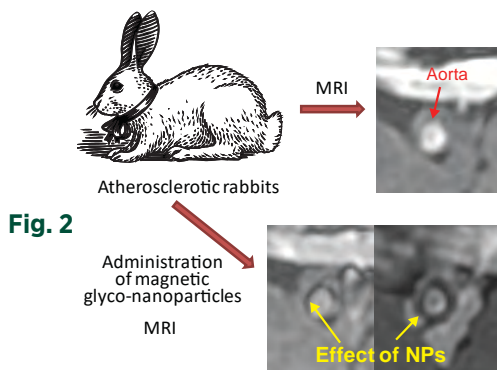 MRI
Aorta
Atherosclerotic rabbits
Fig. 2
Administration
of magnetic
glyco-nanoparticles
MRI
Effect of NPs